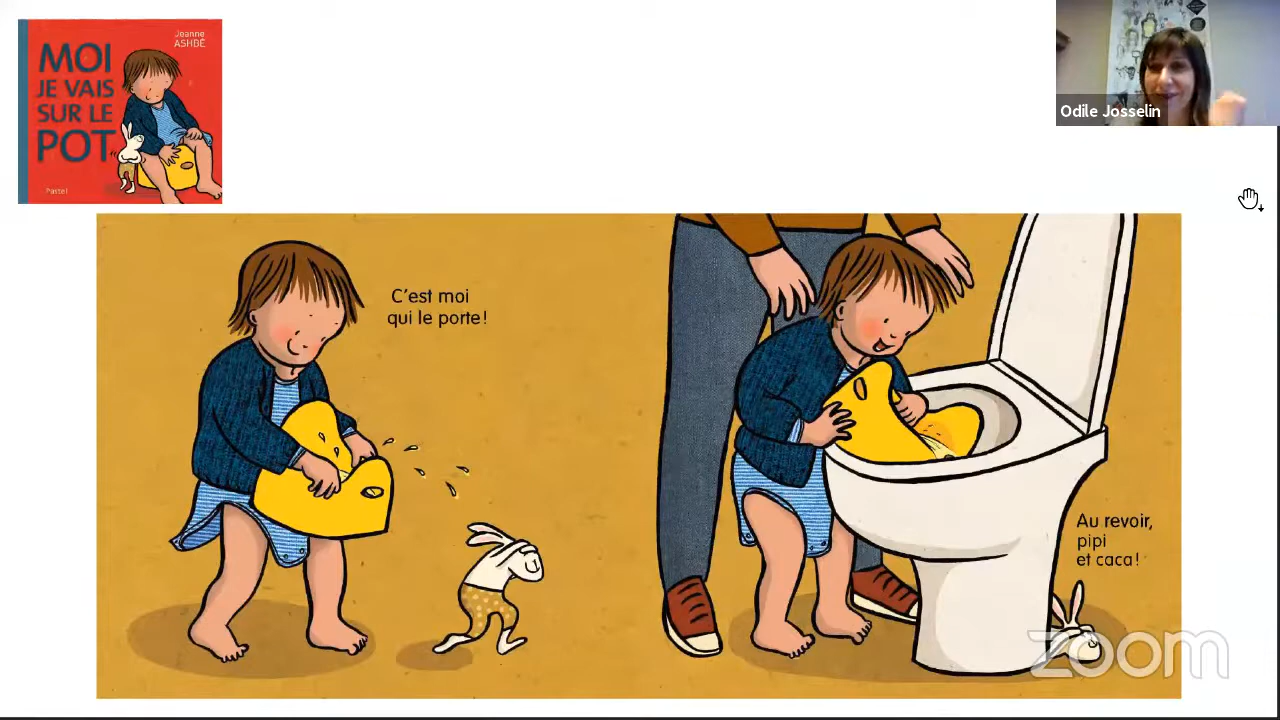 Jeanne
ASHBÉ
MOI
JE VAIS
SUR LE
POT
Pastel
Odile Josselin
C'est moi
qui le porte!
Au revoir,
pipi
et caca!
zoom